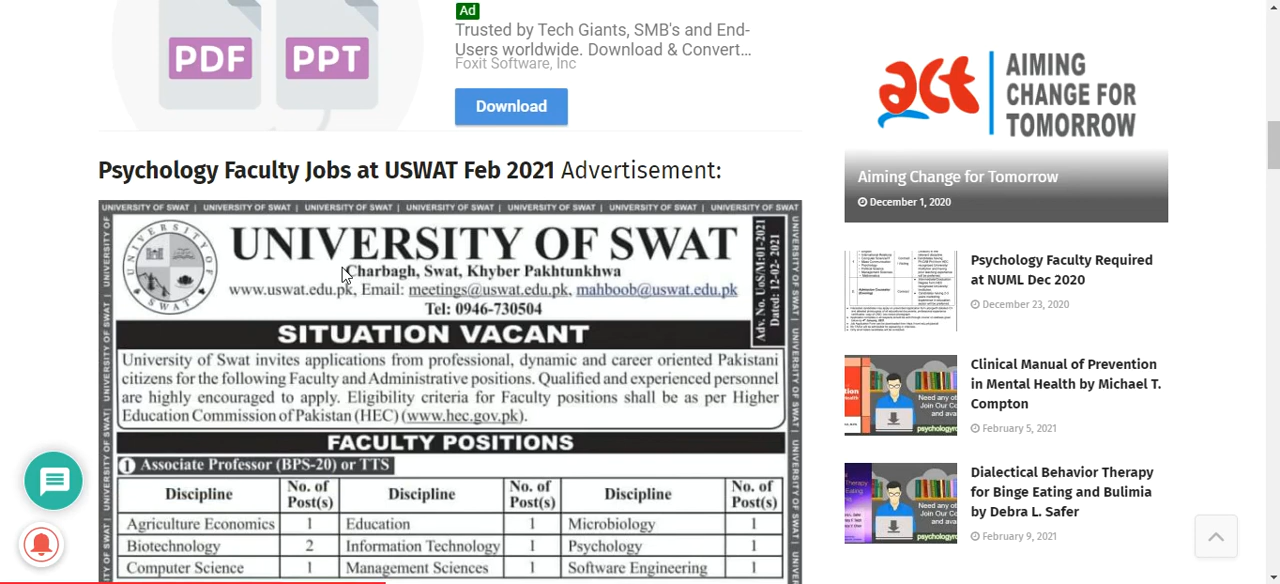 PDF
PPT
Ad
Trusted by Tech Giants, SMB's and End-
Users worldwide. Download & Convert...
Foxit Software, Inc
Download
Psychology Faculty Jobs at USWAT Feb 2021 Advertisement:
UNIVERSITY OF SWAT | UNIVERSITY OF SWAT | UNIVERSITY OF SWAT | UNIVERSITY OF SWAT | UNIVERSITY OF SWAT | UNIVERSITY OF SWAT | UNIVERSITY OF SWAT
UNIVERSITY OF SWAT
Charbagh, Swat, Khyber Pakhtunkhwa
www.uswat.edu.pk, Email: meetings@uswat.edu.pk, mahboob@uswat.edu.pk
Tel: 0946-730504
Adv. No. UoS/M:01-2021
Dated: 12-02- 2021
SITUATION VACANT
University of Swat invites applications from professional, dynamic and career oriented Pakistani
citizens for the following Faculty and Administrative positions. Qualified and experienced personnel
are highly encouraged to apply. Eligibility criteria for Faculty positions shall be as per Higher
Education Commission of Pakistan (HEC) (www.hec.gov.pk).
FACULTY POSITIONS
1 Associate Professor (BPS-20) or TTS
Discipline No. of Post(s) Discipline No. of Post(s) Discipline No. of Post(s)
Agriculture Economics 1 Education 1 Microbiology 1
Biotechnology 2 Information Technology 1 Psychology 1
Computer Science 1 Management Sciences 1 Software Engineering 1
act
AIMING
CHANGE FOR
TOMORROW
Aiming Change for Tomorrow
December 1, 2020
Psychology Faculty Required
at NUML Dec 2020
December 23, 2020
Clinical Manual of Prevention
in Mental Health by Michael T.
Compton
February 5, 2021
Dialectical Behavior Therapy
for Binge Eating and Bulimia
by Debra L. Safer
February 9, 2021